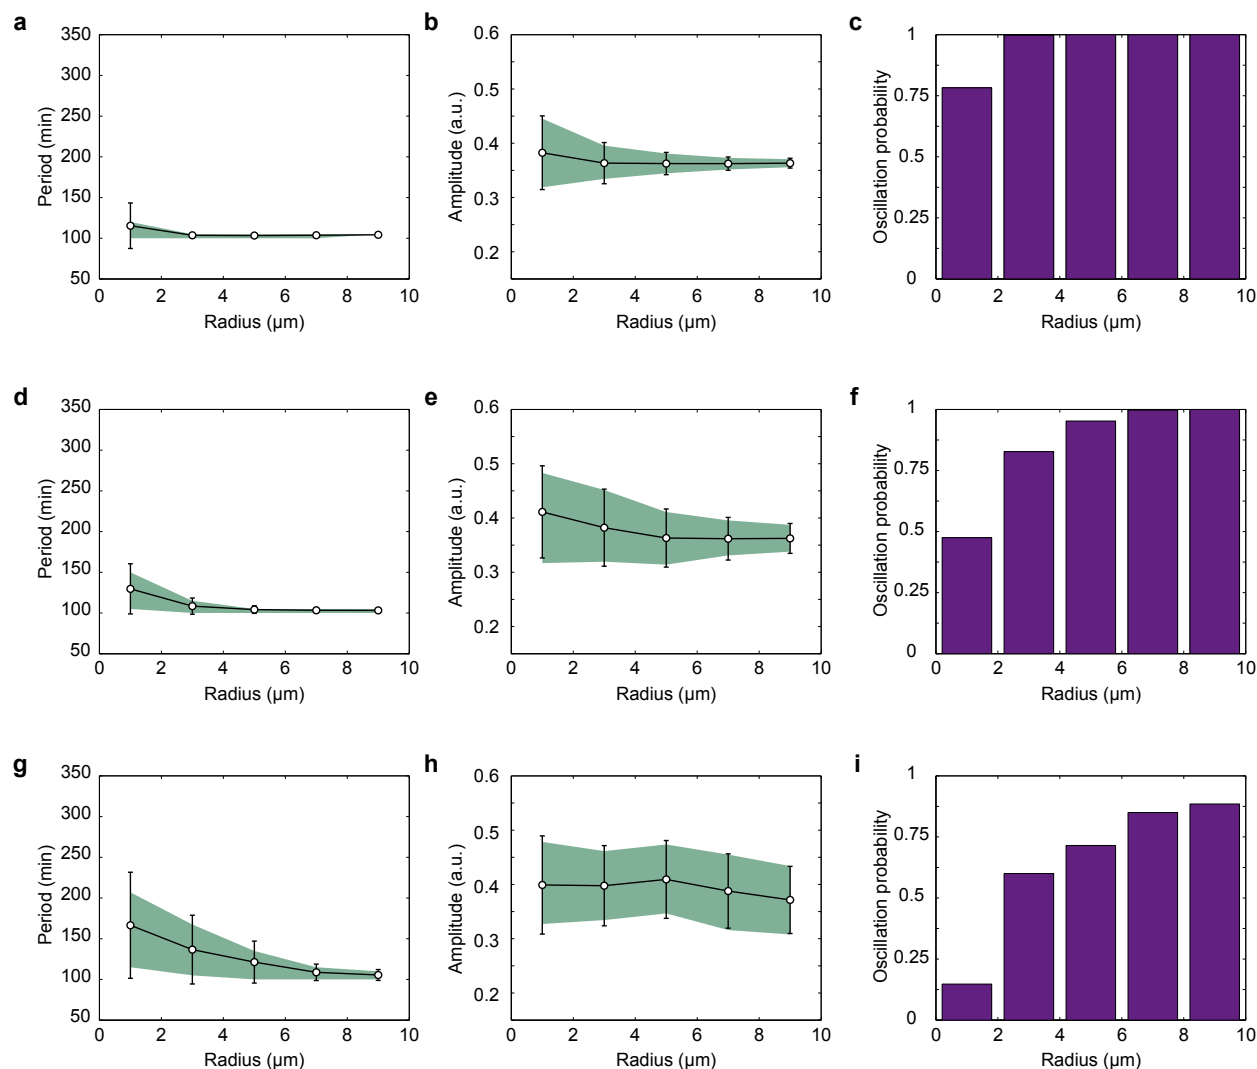 a
350
300
250
200
150
100
50
Period (min)
0 2 4 6 8 10
Radius (µm)
b
0.6
0.5
0.4
0.3
0.2
Amplitude (a.u.)
0 2 4 6 8 10
Radius (µm)
c
1
0.75
0.5
0.25
0
Oscillation probability
0 2 4 6 8 10
Radius (µm)
d
350
300
250
200
150
100
50
Period (min)
0 2 4 6 8 10
Radius (µm)
e
0.6
0.5
0.4
0.3
0.2
Amplitude (a.u.)
0 2 4 6 8 10
Radius (µm)
f
1
0.75
0.5
0.25
0
Oscillation probability
0 2 4 6 8 10
Radius (µm)
g
350
300
250
200
150
100
50
Period (min)
0 2 4 6 8 10
Radius (µm)
h
0.6
0.5
0.4
0.3
0.2
Amplitude (a.u.)
0 2 4 6 8 10
Radius (µm)
i
1
0.75
0.5
0.25
0
Oscillation probability
0 2 4 6 8 10
Radius (µm)